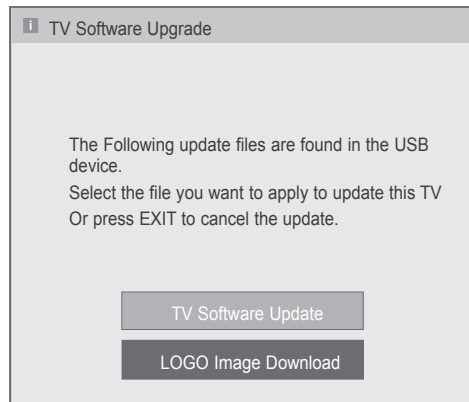 i TV Software Upgrade
The Following update files are found in the USB
device.
Select the file you want to apply to update this TV
Or press EXIT to cancel the update.
TV Software Update
LOGO Image Download